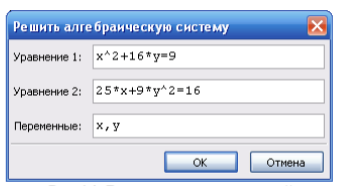 Решить алгебраическую систему
Уравнение 1: x^2+16*y=9
Уравнение 2: 25*x+9*y^2=16
Переменные: x,y
OK Отмена